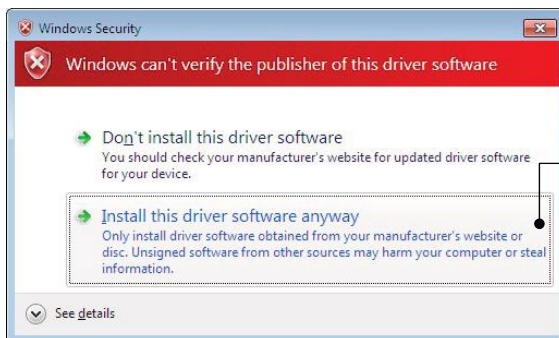 Windows Security
Windows can't verify the publisher of this driver software
Don't install this driver software
You should check your manufacturer's website for updated driver software
for your device.
Install this driver software anyway
Only install driver software obtained from your manufacturer's website or
disc. Unsigned software from other sources may harm your computer or steal
information.
See details